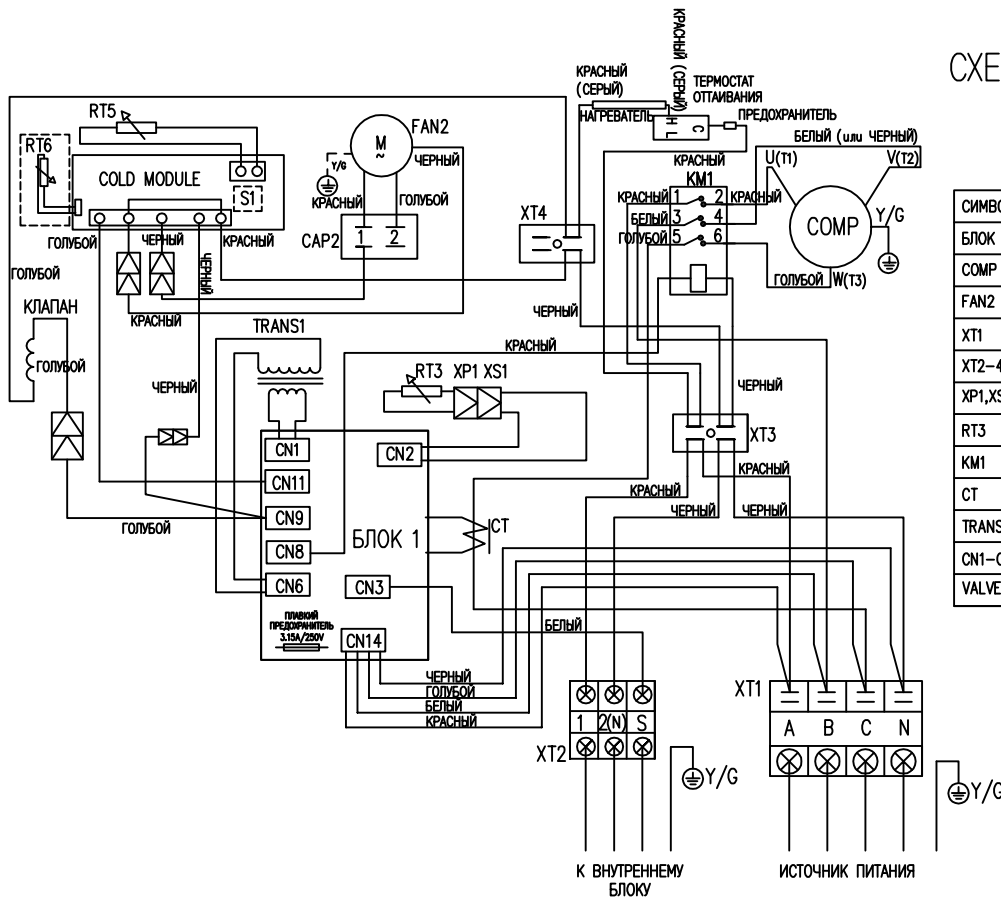 СХЕ
КРАСНЫЙ (СЕРЫЙ)
КРАСНЫЙ
(СЕРЫЙ)
ТЕРМОСТАТ
ОТТАИВАНИЯ
НАГРЕВАТЕЛЬ
H L
C
ПРЕДОХРАНИТЕЛЬ
БЕЛЫЙ (или ЧЕРНЫЙ)
RT5
FAN2
M
~
RT6
Y/G
ЧЕРНЫЙ
КРАСНЫЙ
U(T1)
V(T2)
COLD MODULE
S1
КРАСНЫЙ
ГОЛУБОЙ
KM1
КРАСНЫЙ
1
2
КРАСНЫЙ
БЕЛЫЙ
3
4
ГОЛУБОЙ
5
6
COMP
Y/G
ГОЛУБОЙ
W(T3)
XT4
CAP2
1
2
ГОЛУБОЙ
ЧЕРНЫЙ
КРАСНЫЙ
ЧЕРНЫЙ
ГОЛУБОЙ
КЛАПАН
КРАСНЫЙ
ЧЕРНЫЙ
TRANS1
КРАСНЫЙ
ГОЛУБОЙ
ЧЕРНЫЙ
RT3
XP1 XS1
ЧЕРНЫЙ
XT3
CN1
CN2
CN11
КРАСНЫЙ
КРАСНЫЙ
CN9
ЧЕРНЫЙ
ЧЕРНЫЙ
ГОЛУБОЙ
CN8
БЛОК 1
CT
CN6
CN3
ПЛАВКИЙ
ПРЕДОХРАНИТЕЛЬ
3.15A/250V
CN14
БЕЛЫЙ
ЧЕРНЫЙ
ГОЛУБОЙ
БЕЛЫЙ
КРАСНЫЙ
1
2(N)
S
XT2
Y/G
XT1
A
B
C
N
Y/G
К ВНУТРЕННЕМУ
БЛОКУ
ИСТОЧНИК ПИТАНИЯ
СИМВО
БЛОК
COMP
FAN2
XT1
XT2-4
XP1,XS
RT3
KM1
CT
TRANS
CN1-C
VALVE